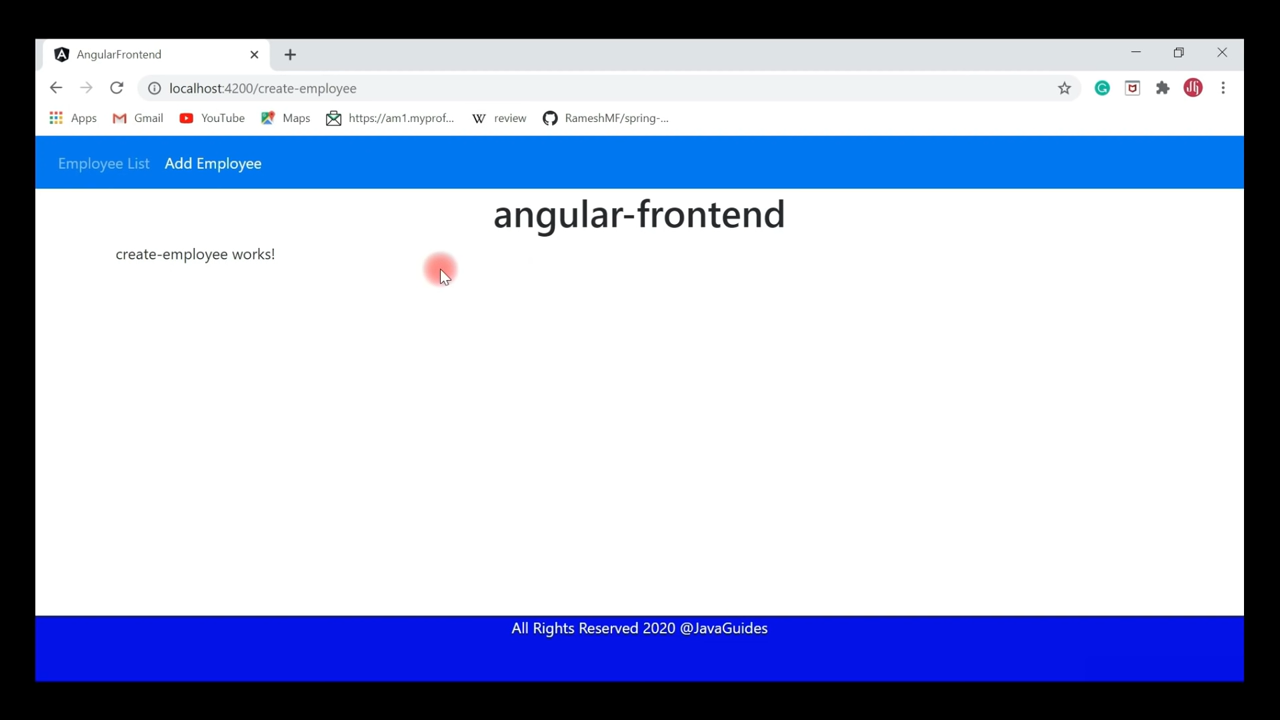 AngularFrontend
localhost:4200/create-employee
Apps Gmail YouTube Maps https://am1.myprof... review RameshMF/spring-...
Employee List Add Employee
angular-frontend
create-employee works!
All Rights Reserved 2020 @JavaGuides